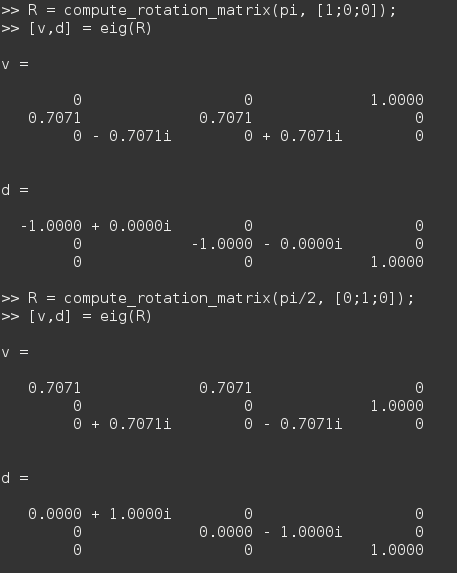 >> R = compute_rotation_matrix(pi, [1;0;0]);
>> [v,d] = eig(R)
v =
0 0 1.0000
0.7071 0.7071 0
0 - 0.7071i 0 + 0.7071i 0
d =
-1.0000 + 0.0000i 0 0
0 -1.0000 - 0.0000i 0
0 0 1.0000
>> R = compute_rotation_matrix(pi/2, [0;1;0]);
>> [v,d] = eig(R)
v =
0.7071 0.7071 0
0 0 1.0000
0 + 0.7071i 0 - 0.7071i 0
d =
0.0000 + 1.0000i 0 0
0 0.0000 - 1.0000i 0
0 0 1.0000